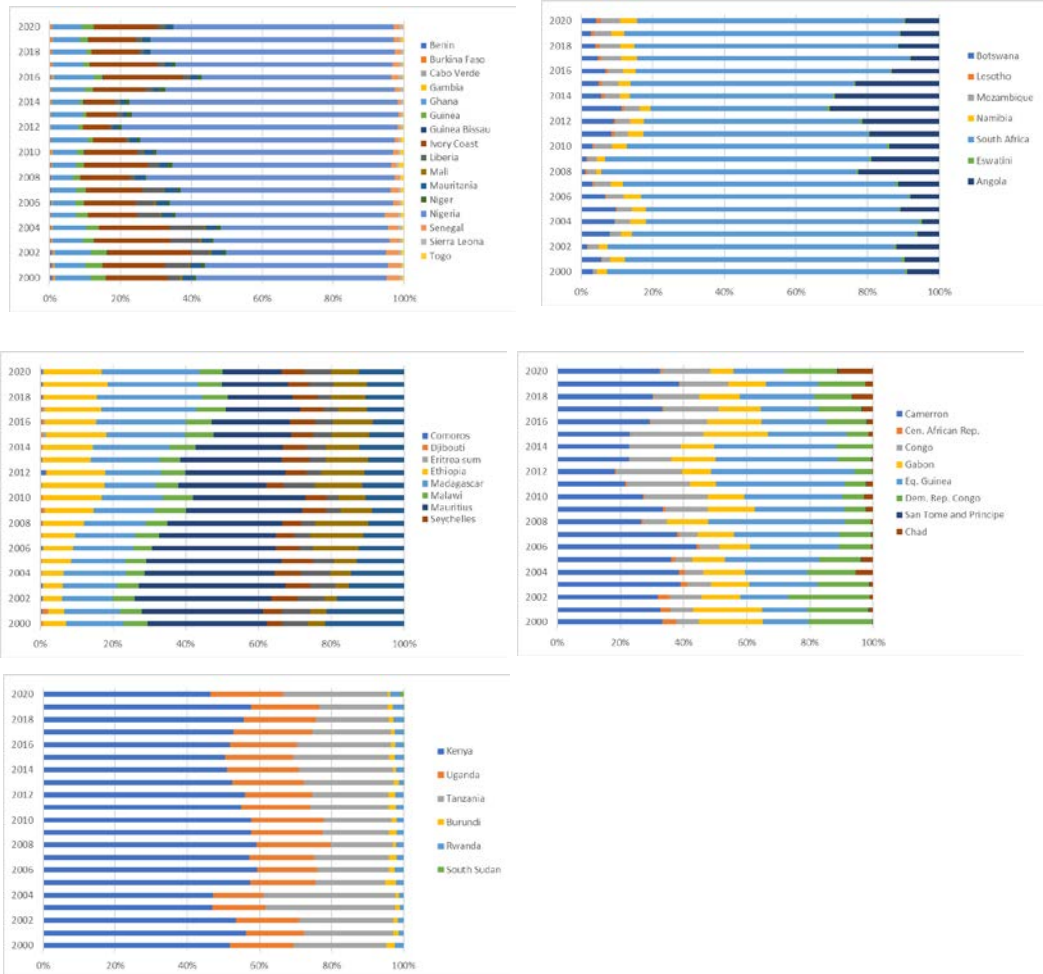 2020
2018
2016
2014
2012
2010
2008
2006
2004
2002
2000
0% 20% 40% 60% 80% 100%
Benin
Burkina Faso
Cabo Verde
Gambia
Ghana
Guinea
Guinea Bissau
Ivory Coast
Liberia
Mali
Mauritania
Niger
Nigeria
Senegal
Sierra Leona
Togo
2020
2018
2016
2014
2012
2010
2008
2006
2004
2002
2000
0% 20% 40% 60% 80% 100%
Botswana
Lesotho
Mozambique
Namibia
South Africa
Eswalini
Angola
2020
2018
2016
2014
2012
2010
2008
2006
2004
2002
2000
0% 20% 40% 60% 80% 100%
Comoros
Djibouti
Eritroa sum
Ethiopia
Madagascar
Malawi
Mauritius
Seychelles
2020
2018
2016
2014
2012
2010
2008
2006
2004
2002
2000
0% 20% 40% 60% 80% 100%
Camerron
Cen. African Rep.
Congo
Gabon
Eq. Guinea
Dem. Rep. Congo
San Tome and Principe
Chad
2020
2018
2016
2014
2012
2010
2008
2006
2004
2002
2000
0% 20% 40% 60% 80% 100%
Kenya
Uganda
Tanzania
Burundi
Rwanda
South Sudan